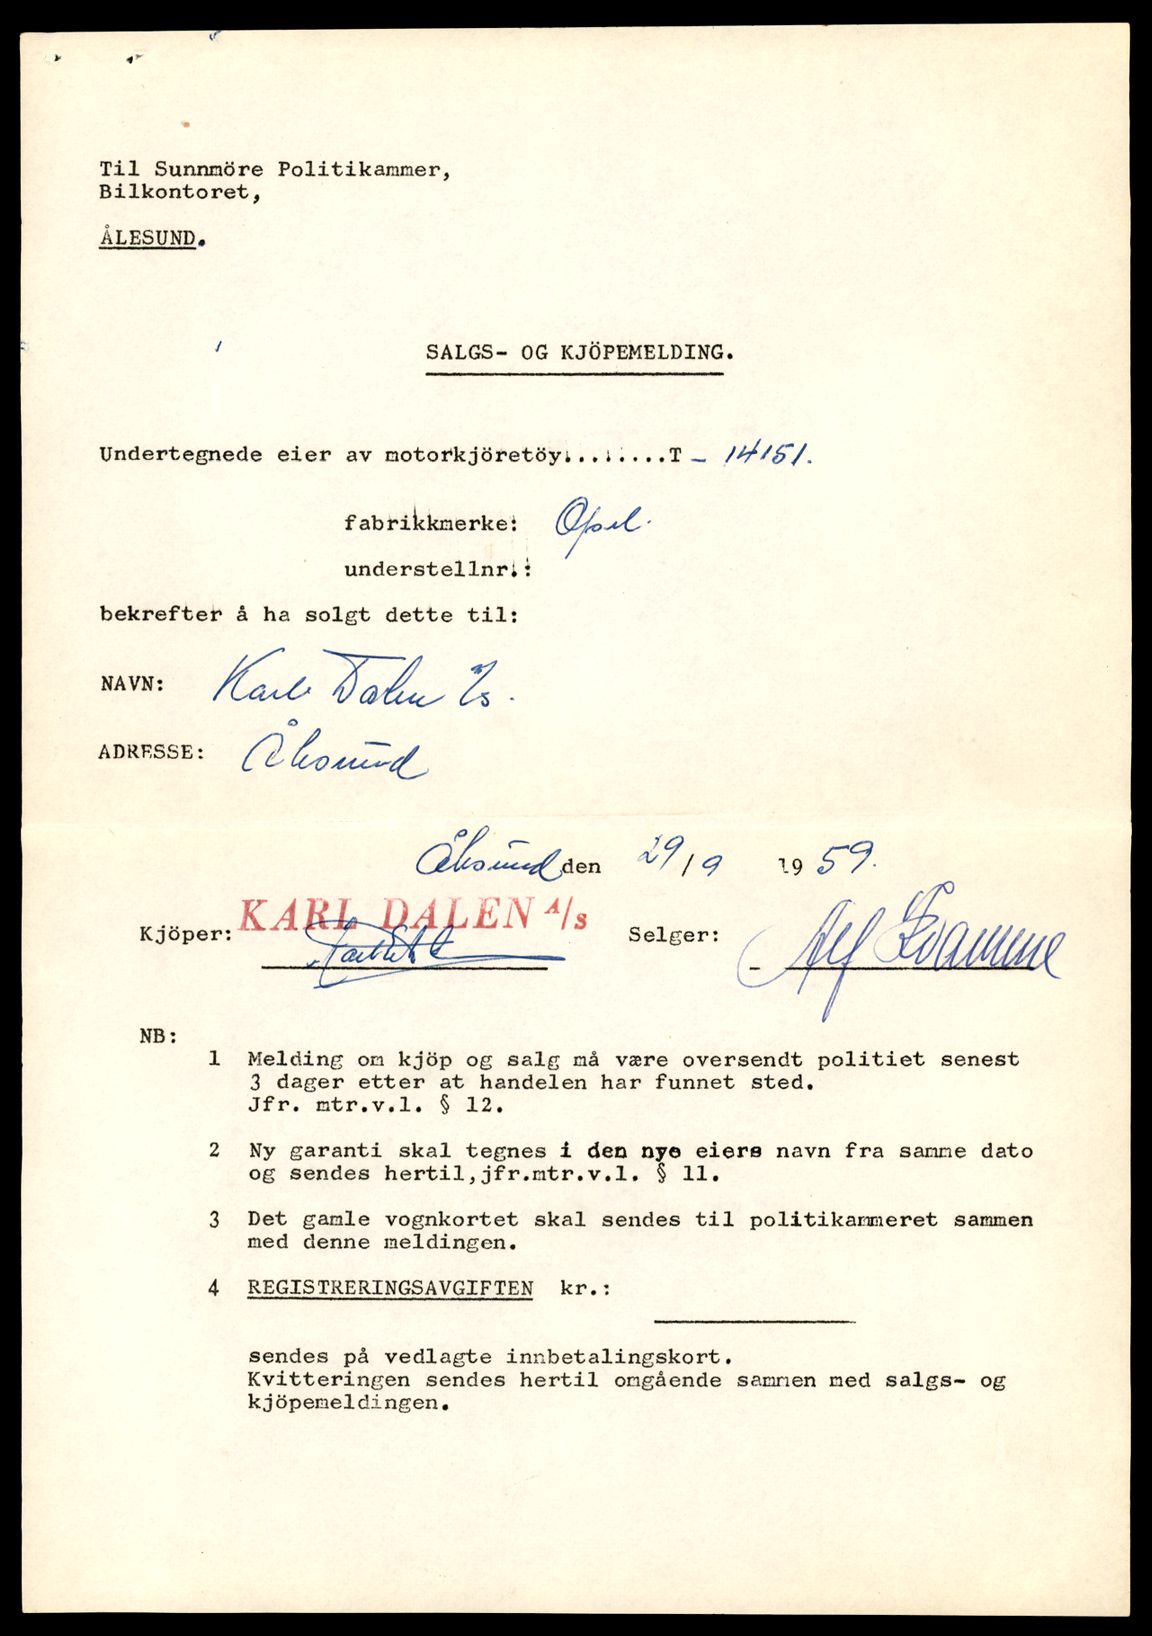 Til Sunnmöre Politikammer,
Bilkontoret,
ÅLESUND.
SALGS- OG KJÖPEMELDING.
Undertegnede eier av motorkjöretöy........T - 14151.
fabrikkmerke: Opel.
understellnr.:
bekrefter å ha solgt dette til:
NAVN: Karl Dalen A/s.
ADRESSE: Ålesund
Ålesund den 29/9 1959.
KARL DALEN A/s
Kjöper:
Selger: Alf Kvamme
NB:
1 Melding om kjöp og salg må være oversendt politiet senest
3 dager etter at handelen har funnet sted.
Jfr. mtr.v.l. § 12.
2 Ny garanti skal tegnes i den nye eiers navn fra samme dato
og sendes hertil,jfr.mtr.v.l. § 11.
3 Det gamle vognkortet skal sendes til politikammeret sammen
med denne meldingen.
4 REGISTRERINGSAVGIFTEN kr.:
sendes på vedlagte innbetalingskort.
Kvitteringen sendes hertil omgående sammen med salgs- og
kjöpemeldingen.